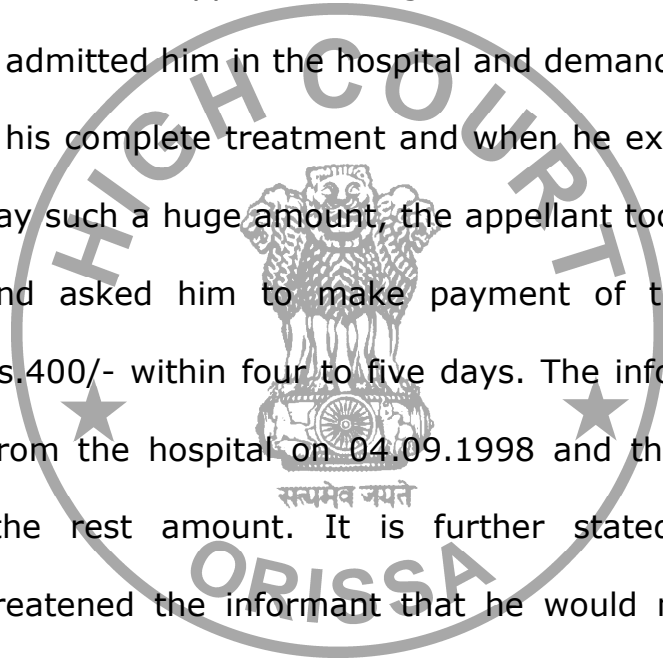 admitted him in the hospital and demand
his complete treatment and when he ex
ay such a huge amount, the appellant too
nd asked him to make payment of t
s.400/- within four to five days. The info
rom the hospital on 04.09.1998 and th
the rest amount. It is further stated
reatened the informant that he would
HIGH COURT
सत्यमेव जयते
ORISSA